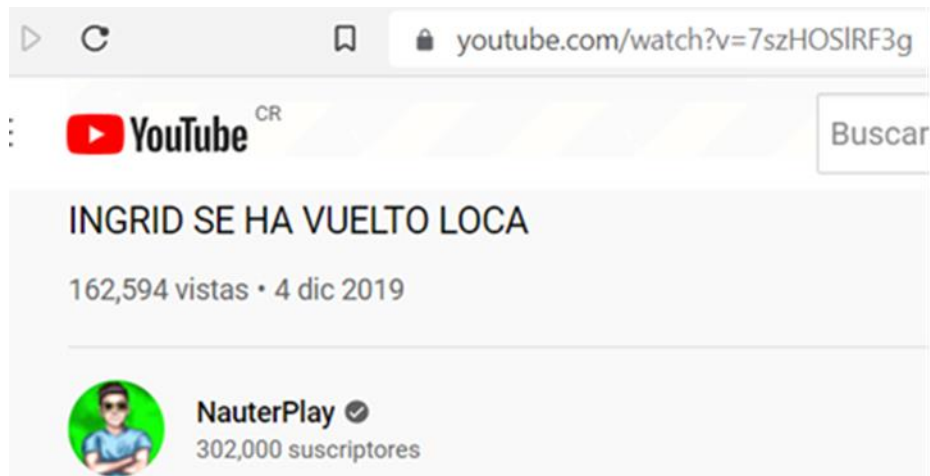 youtube.com/watch?v=7szHOSlRF3g
YouTube CR
Buscar
INGRID SE HA VUELTO LOCA
162,594 vistas • 4 dic 2019
NauterPlay
302,000 suscriptores